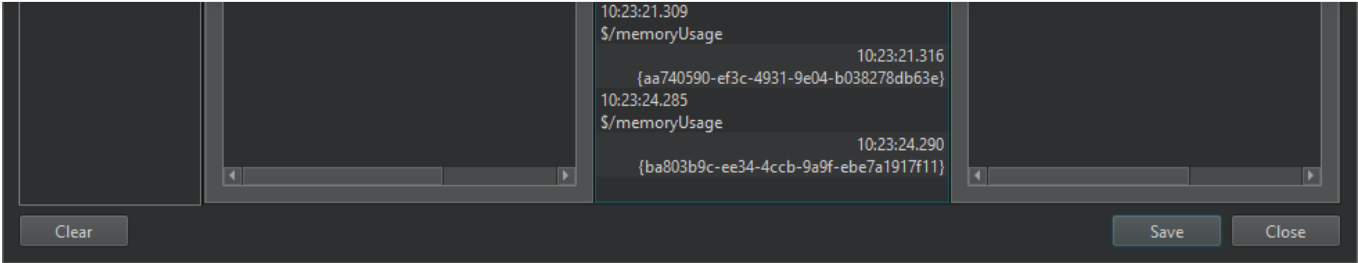 10:23:21.309
$/memoryUsage
10:23:21.316
{aa740590-ef3c-4931-9e04-b038278db63e}
10:23:24.285
$/memoryUsage
10:23:24.290
{ba803b9c-ee34-4ccb-9a9f-ebe7a1917f11}
Clear
Save
Close